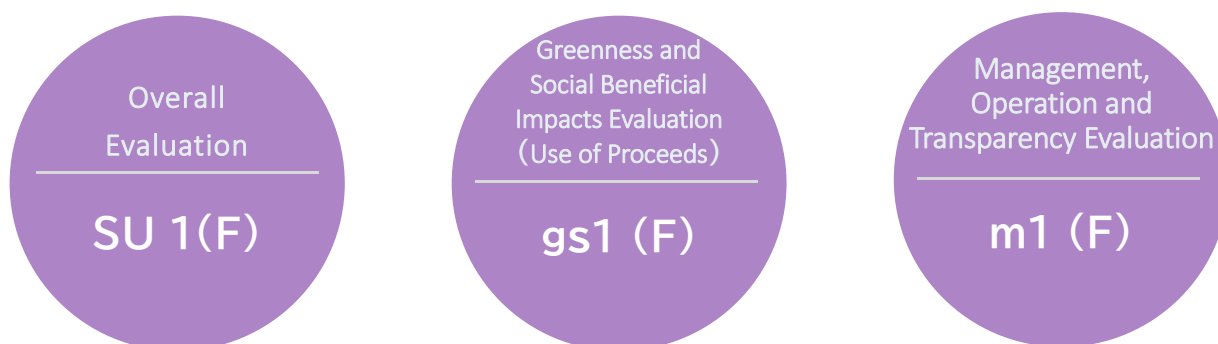 Overall
Evaluation
SU 1(F)
Greenness and
Social Beneficial
Impacts Evaluation
(Use of Proceeds)
gs1 (F)
Management,
Operation and
Transparency Evaluation
m1 (F)